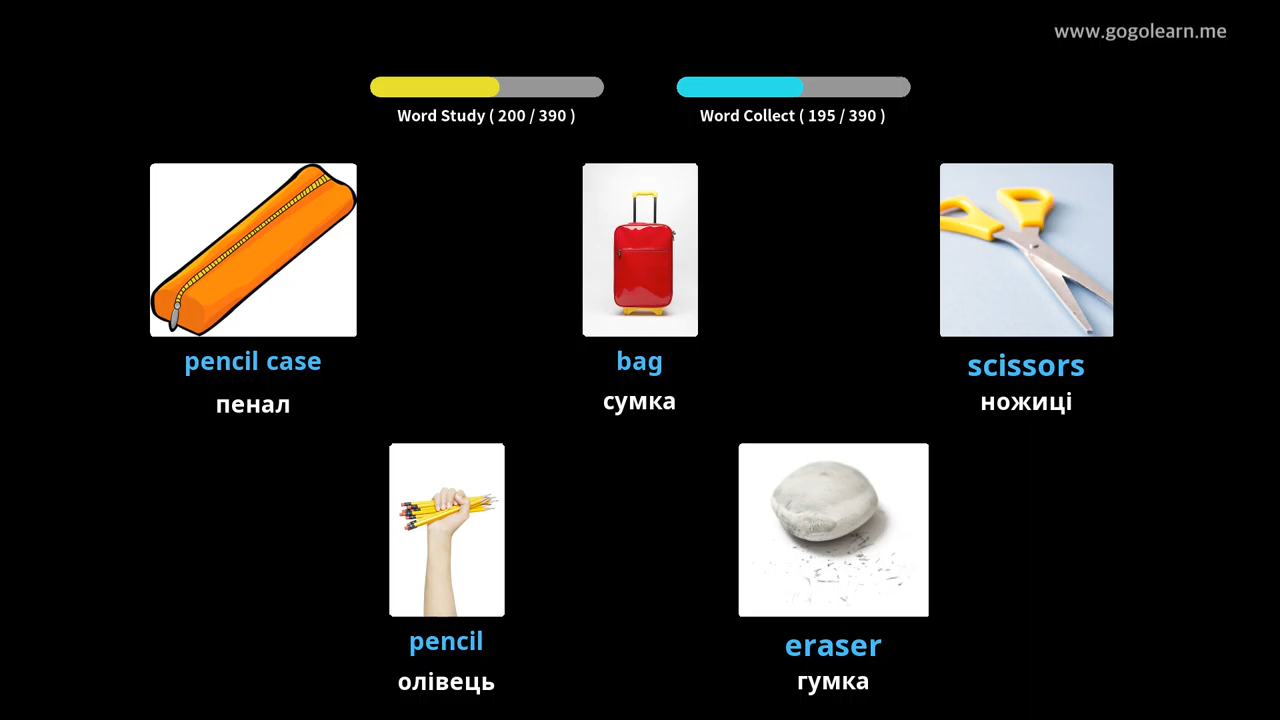 www.gogolearn.me
Word Study ( 200 / 390 )
Word Collect ( 195 / 390 )
pencil case
пенал
bag
сумка
scissors
ножиці
pencil
олівець
eraser
гумка